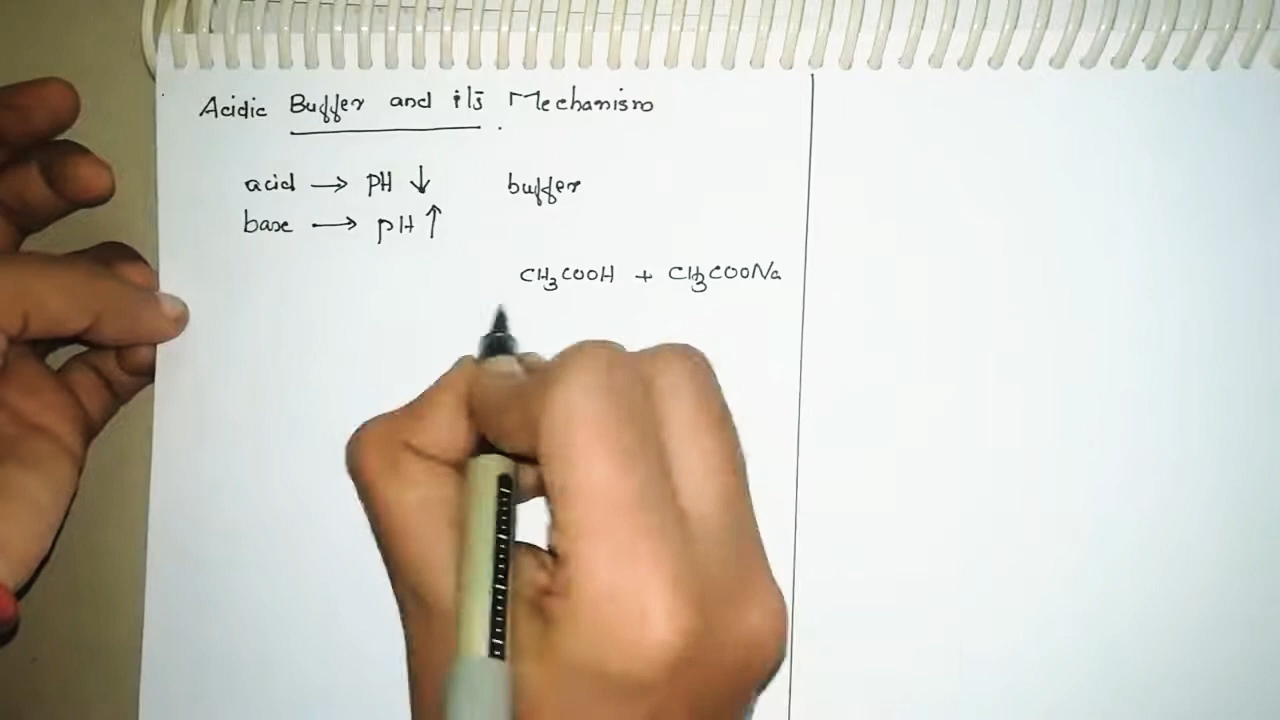 Acidic Buffer and its Mechanism
acid → pH ↓ buffer
base → pH ↑
CH₃COOH + CH₃COONa